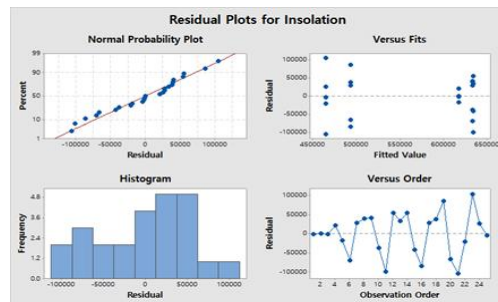 Residual Plots for Insolation
Normal Probability Plot
Versus Fits
99
90
50
10
1
Percent
-100000 -50000 0 50000 100000
Residual
100000
50000
0
-50000
-100000
Residual
450000 500000 550000 600000 650000
Fitted Value
Histogram
Versus Order
4.8
3.6
2.4
1.2
0.0
Frequency
-100000 -50000 0 50000 100000
Residual
100000
50000
0
-50000
-100000
Residual
2 4 6 8 10 12 14 16 18 20 22 24
Observation Order